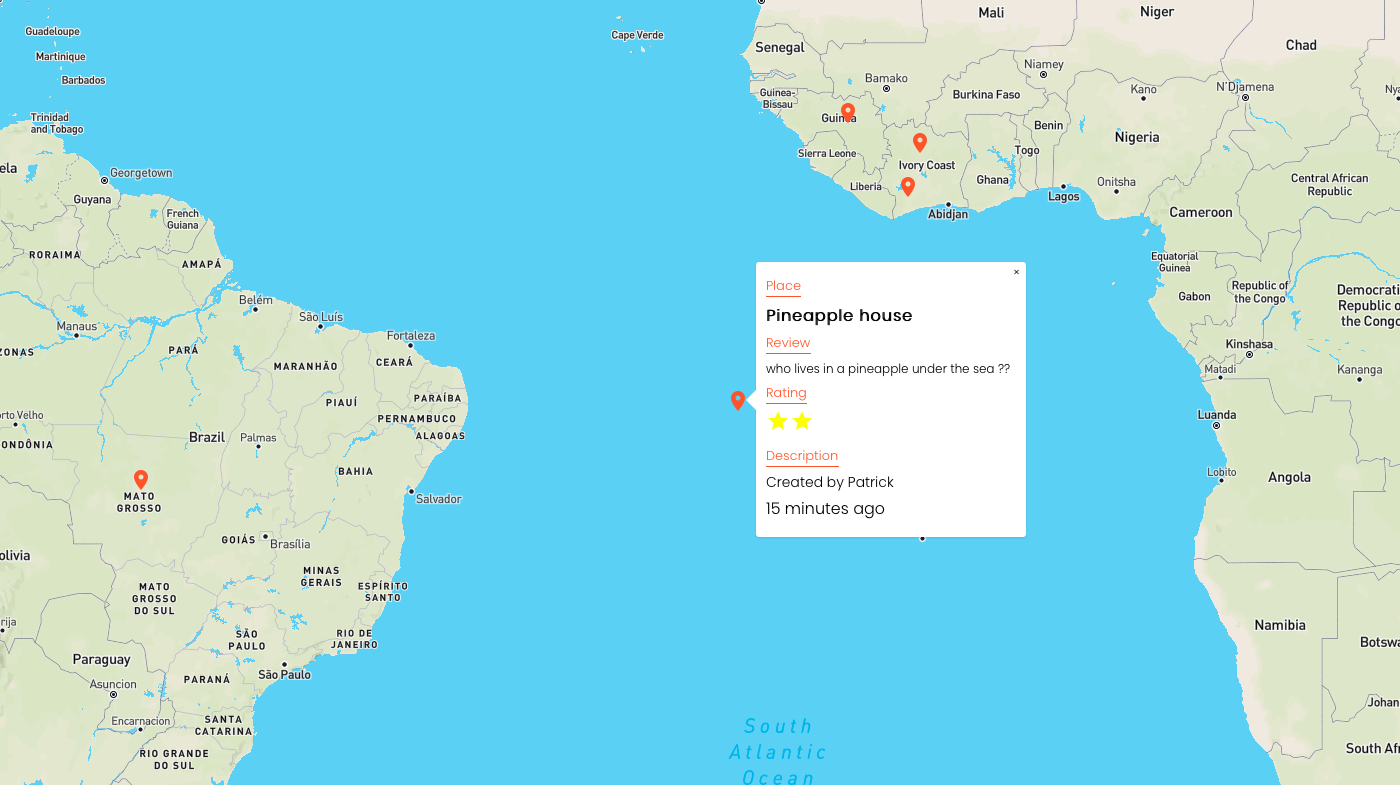 Guadeloupe
Martinique
Barbados
Trinidad
and Tobago
Georgetown
Guyana
French
Guiana
RORAIMA
AMAPÁ
Belém
São Luís
Manaus
Fortaleza
PARÁ
MARANHÃO
CEARÁ
PIAUÍ
PARAÍBA
PERNAMBUCO
ALAGOAS
Brazil
Palmas
BAHIA
MATO
GROSSO
Salvador
GOIÁS
Brasília
MINAS
GERAIS
ESPÍRITO
SANTO
MATO
GROSSO
DO SUL
SÃO
PAULO
RIO DE
JANEIRO
Paraguay
São Paulo
Asuncion
PARANÁ
Encarnacion
SANTA
CATARINA
RIO GRANDE
DO SUL
Cape Verde
Senegal
Mali
Niger
Chad
Guinea-
Bissau
Bamako
Niamey
Burkina Faso
Kano
N'Djamena
Guinea
Benin
Nigeria
Sierra Leone
Ivory Coast
Togo
Liberia
Ghana
Onitsha
Lagos
Abidjan
Central African
Republic
Cameroon
Equatorial
Guinea
Gabon
Republic of
the Congo
Democrati
Republic o
the Congo
Kinshasa
Matadi
Kananga
Luanda
Lobito
Angola
Namibia
Botswa
Johan
South Afr
×
Place
Pineapple house
Review
who lives in a pineapple under the sea ??
Rating
Description
Created by Patrick
15 minutes ago
South
Atlantic
Ocean
ela
ZONAS
orto Velho
ONDÔNIA
olivia
rija